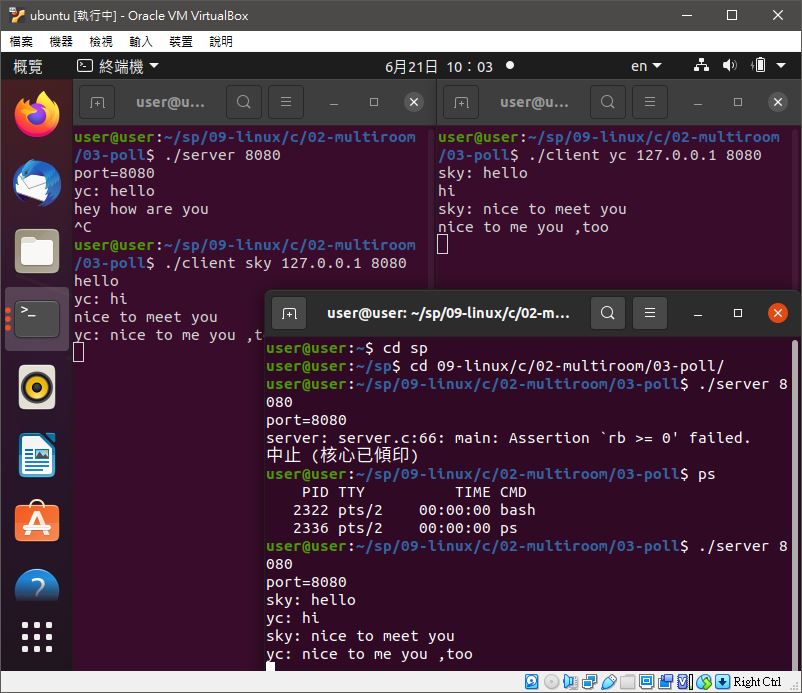 ubuntu [執行中] - Oracle VM VirtualBox
檔案 機器 檢視 輸入 裝置 說明
概覽 終端機 6月21日 10：03 en
user@u...
user@user:~/sp/09-linux/c/02-multiroom
/03-poll$ ./server 8080
port=8080
yc: hello
hey how are you
^C
user@user:~/sp/09-linux/c/02-multiroom
/03-poll$ ./client sky 127.0.0.1 8080
hello
yc: hi
nice to meet you
yc: nice to me you ,to
user@u...
user@user:~/sp/09-linux/c/02-multiroom
/03-poll$ ./client yc 127.0.0.1 8080
sky: hello
hi
sky: nice to meet you
nice to me you ,too
user@user: ~/sp/09-linux/c/02-m...
user@user:~$ cd sp
user@user:~/sp$ cd 09-linux/c/02-multiroom/03-poll/
user@user:~/sp/09-linux/c/02-multiroom/03-poll$ ./server 8
080
port=8080
server: server.c:66: main: Assertion `rb >= 0' failed.
中止 (核心已傾印)
user@user:~/sp/09-linux/c/02-multiroom/03-poll$ ps
PID TTY TIME CMD
2322 pts/2 00:00:00 bash
2336 pts/2 00:00:00 ps
user@user:~/sp/09-linux/c/02-multiroom/03-poll$ ./server 8
080
port=8080
sky: hello
yc: hi
sky: nice to meet you
yc: nice to me you ,too
Right Ctrl